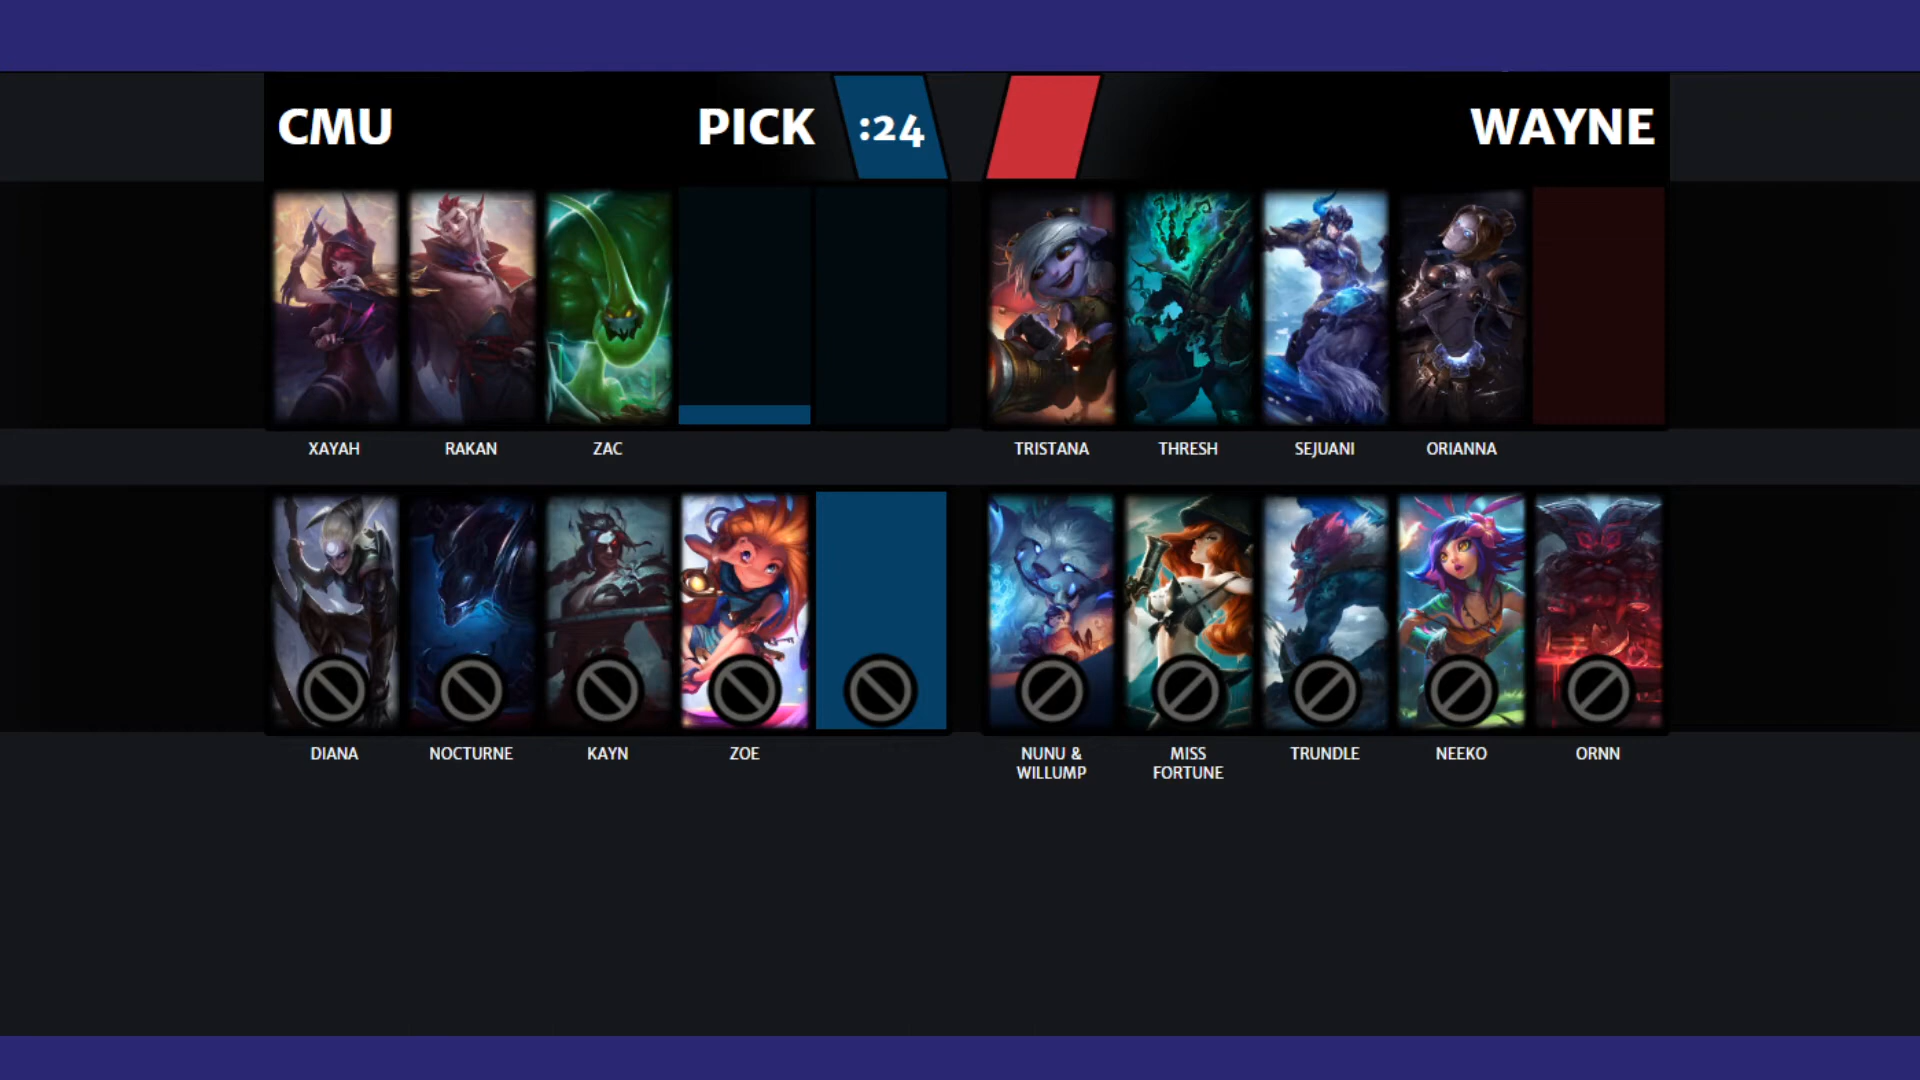 CMU
PICK
:24
WAYNE
XAYAH
RAKAN
ZAC
TRISTANA
THRESH
SEJUANI
ORIANNA
DIANA
NOCTURNE
KAYN
ZOE
NUNU &
WILLUMP
MISS
FORTUNE
TRUNDLE
NEEKO
ORNN